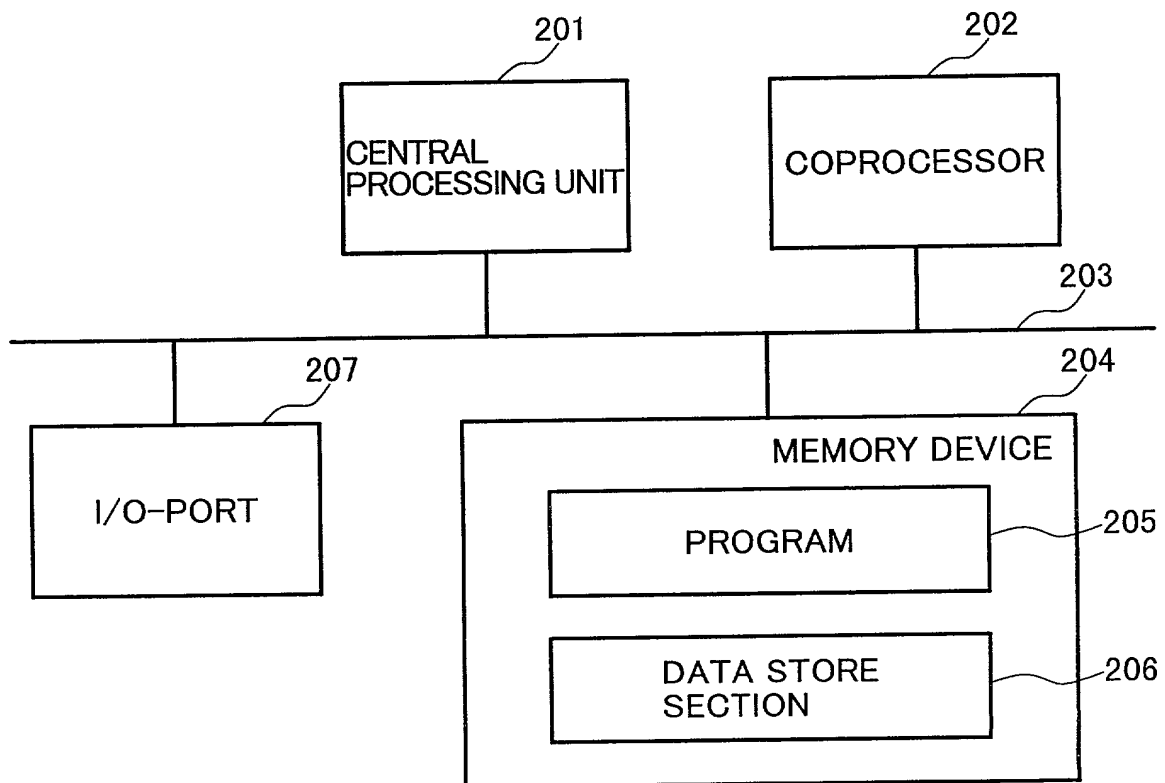 201
202
CENTRAL
PROCESSING UNIT
COPROCESSOR
203
207
204
I/O-PORT
MEMORY DEVICE
PROGRAM
205
DATA STORE
SECTION
206